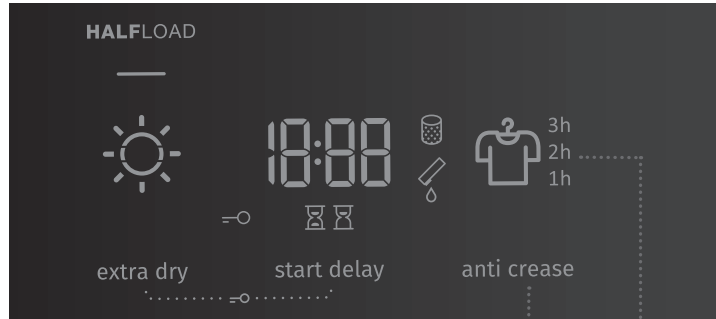 HALFLOAD
18:88
3h
2h
1h
extra dry
start delay
anti crease